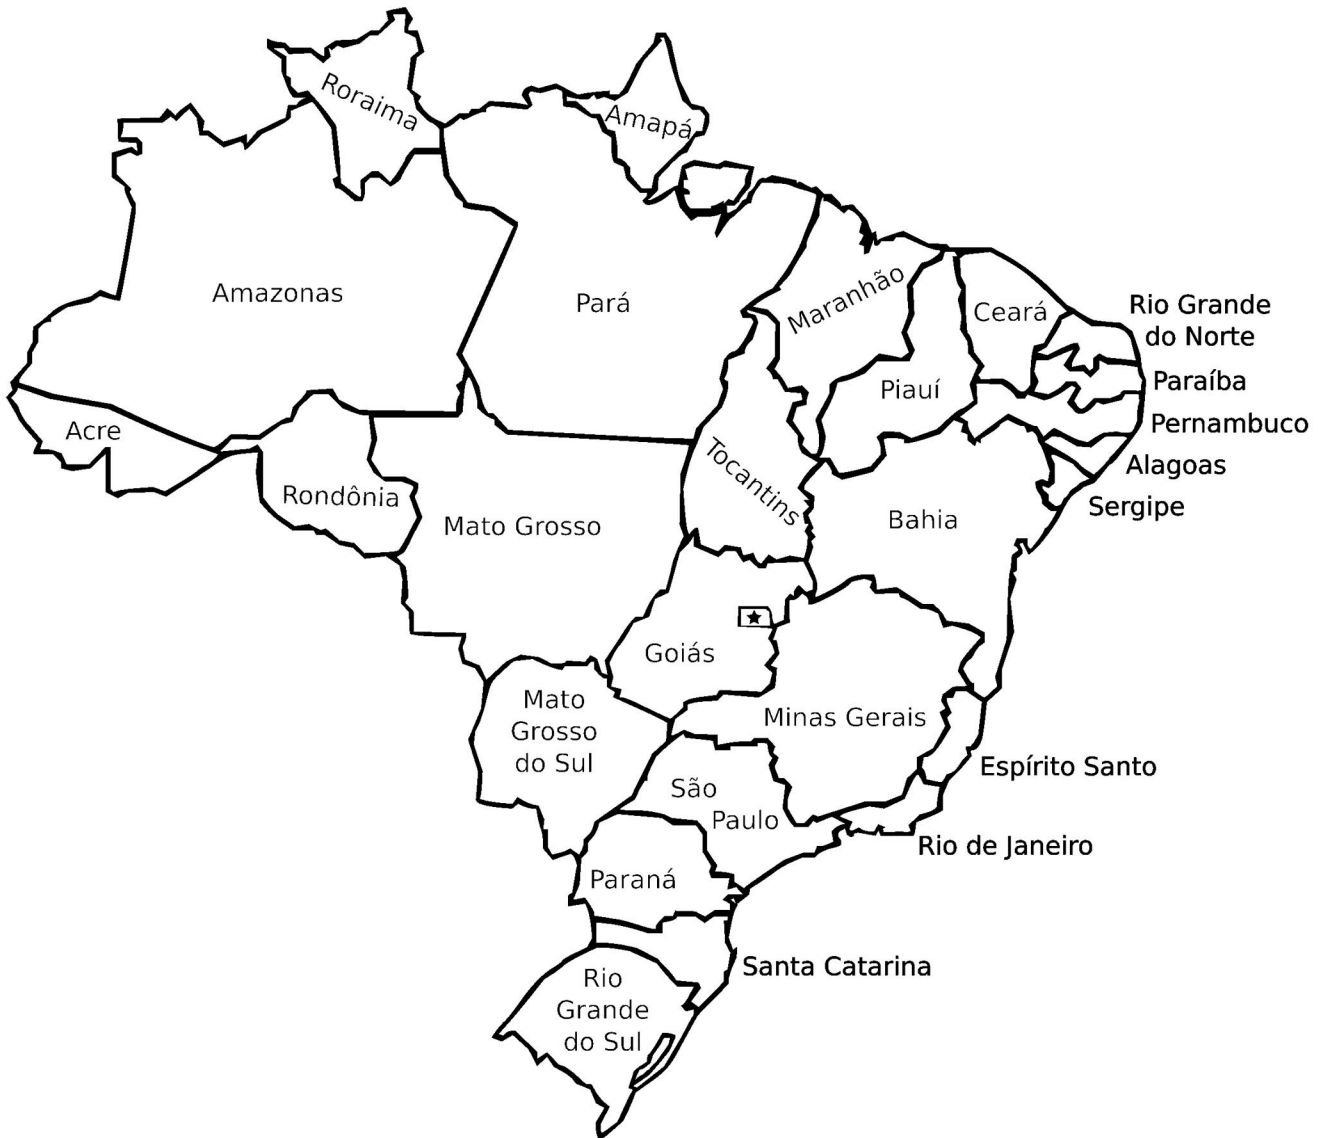 Roraima
Amapá
Amazonas
Pará
Maranhão
Ceará
Rio Grande
do Norte
Piauí
Paraíba
Pernambuco
Acre
Alagoas
Tocantins
Rondônia
Sergipe
Mato Grosso
Bahia
Goiás
Mato
Grosso
do Sul
Minas Gerais
Espírito Santo
São
Paulo
Rio de Janeiro
Paraná
Santa Catarina
Rio
Grande
do Sul